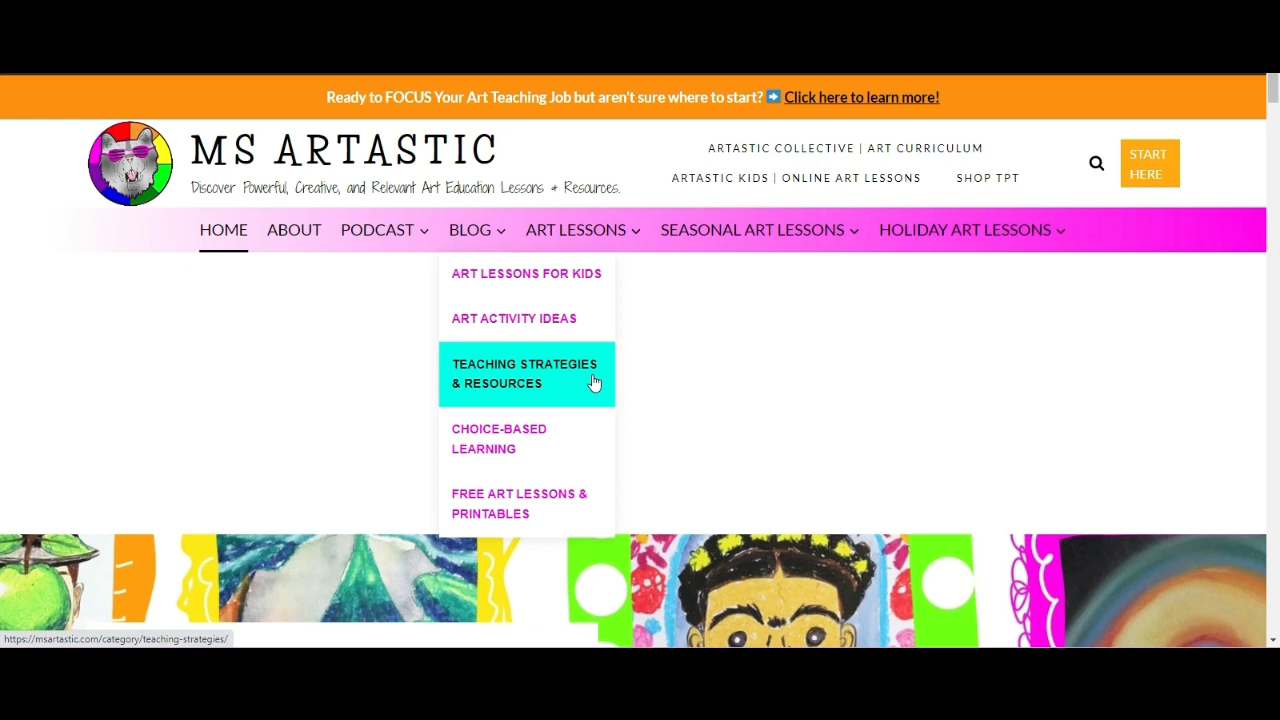 Ready to FOCUS Your Art Teaching Job but aren't sure where to start? ➡ Click here to learn more!
MS ARTASTIC
Discover Powerful, Creative, and Relevant Art Education Lessons & Resources.
ARTASTIC COLLECTIVE | ART CURRICULUM
ARTASTIC KIDS | ONLINE ART LESSONS SHOP TPT
START
HERE
HOME ABOUT PODCAST BLOG ART LESSONS SEASONAL ART LESSONS HOLIDAY ART LESSONS
ART LESSONS FOR KIDS
ART ACTIVITY IDEAS
TEACHING STRATEGIES
& RESOURCES
CHOICE-BASED
LEARNING
FREE ART LESSONS &
PRINTABLES
https://msartastic.com/category/teaching-strategies/